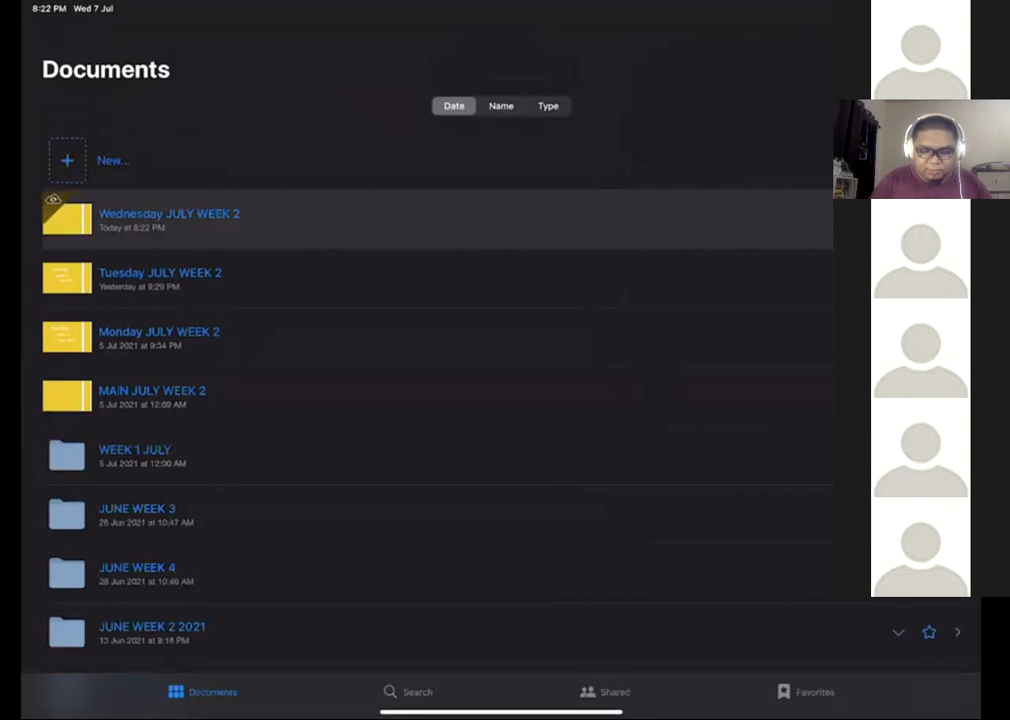 8:22 PM Wed 7 Jul
Documents
Date Name Type
New...
Wednesday JULY WEEK 2
Today at 8:22 PM
Tuesday JULY WEEK 2
Yesterday at 9:29 PM
Monday JULY WEEK 2
5 Jul 2021 at 9:34 PM
MAIN JULY WEEK 2
5 Jul 2021 at 12:09 AM
WEEK 1 JULY
5 Jul 2021 at 12:00 AM
JUNE WEEK 3
28 Jun 2021 at 10:47 AM
JUNE WEEK 4
28 Jun 2021 at 10:46 AM
JUNE WEEK 2 2021
13 Jun 2021 at 9:18 PM
Documents Search Shared Favorites